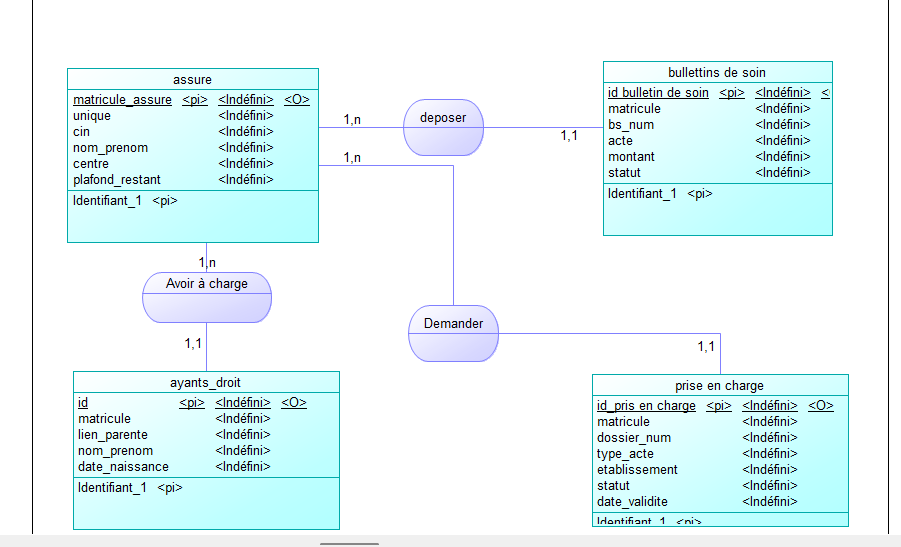 assure
matricule_assure <pi> <Indéfini> <O>
unique <Indéfini>
cin <Indéfini>
nom_prenom <Indéfini>
centre <Indéfini>
plafond_restant <Indéfini>
Identifiant_1 <pi>
1,n
deposer
1,1
1,n
bullettins de soin
id bulletin de soin <pi> <Indéfini> <
matricule <Indéfini>
bs_num <Indéfini>
acte <Indéfini>
montant <Indéfini>
statut <Indéfini>
Identifiant_1 <pi>
1,n
Avoir à charge
1,1
Demander
1,1
ayants_droit
id <pi> <Indéfini> <O>
matricule <Indéfini>
lien_parente <Indéfini>
nom_prenom <Indéfini>
date_naissance <Indéfini>
Identifiant_1 <pi>
prise en charge
id_pris en charge <pi> <Indéfini> <O>
matricule <Indéfini>
dossier_num <Indéfini>
type_acte <Indéfini>
etablissement <Indéfini>
statut <Indéfini>
date_validite <Indéfini>
Identifiant_1 <pi>